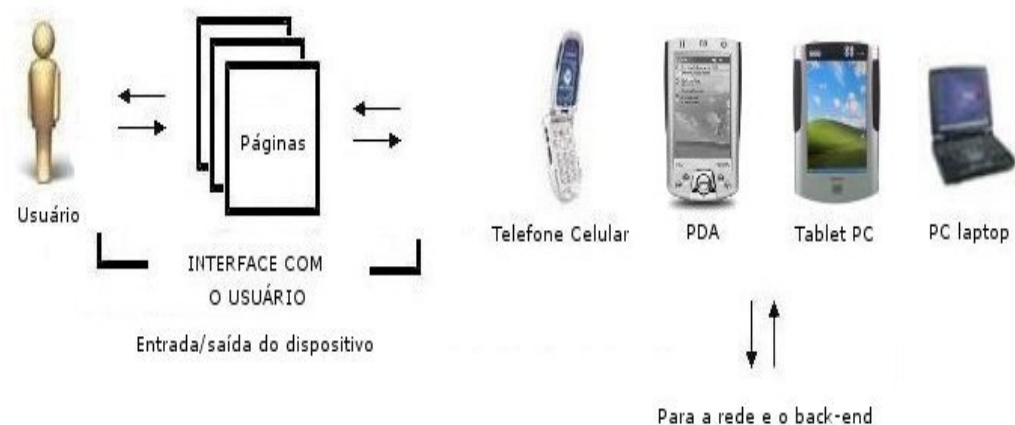 Páginas
Usuário
INTERFACE COM
O USUÁRIO
Entrada/saída do dispositivo
Telefone Celular
PDA
Tablet PC
PC laptop
Para a rede e o back-end